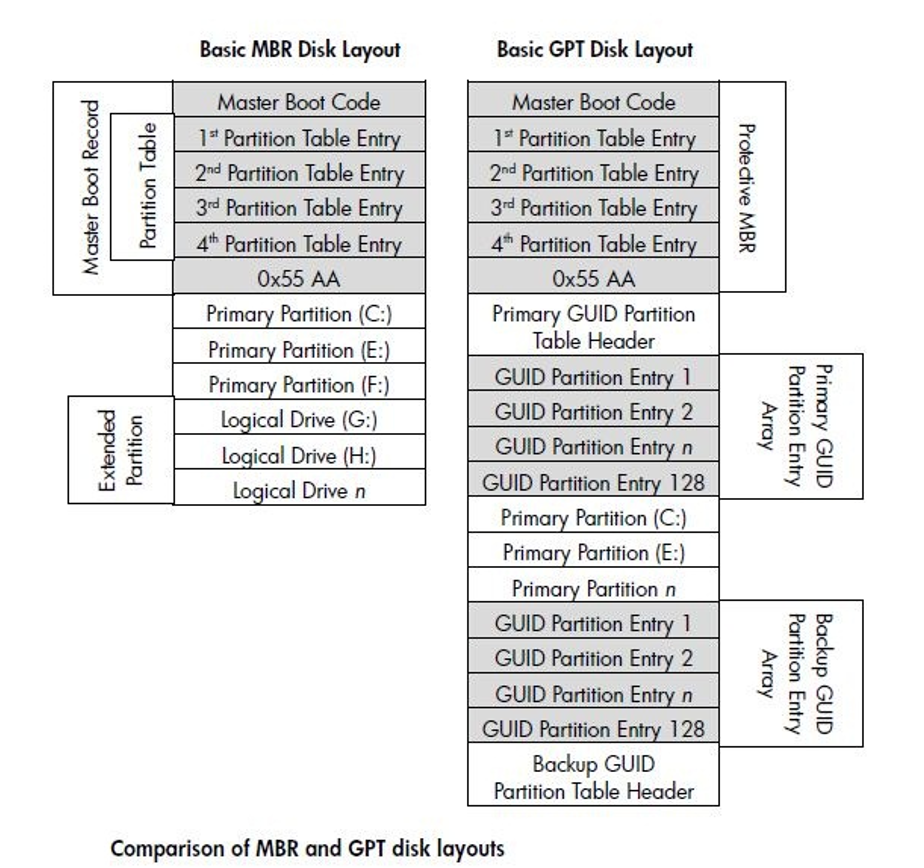 Basic MBR Disk Layout
Master Boot Record
Partition Table
Master Boot Code
1st Partition Table Entry
2nd Partition Table Entry
3rd Partition Table Entry
4th Partition Table Entry
0x55 AA
Primary Partition (C:)
Primary Partition (E:)
Primary Partition (F:)
Extended
Partition
Logical Drive (G:)
Logical Drive (H:)
Logical Drive n
Basic GPT Disk Layout
Master Boot Code
1st Partition Table Entry
2nd Partition Table Entry
3rd Partition Table Entry
4th Partition Table Entry
0x55 AA
Protective MBR
Primary GUID Partition
Table Header
GUID Partition Entry 1
GUID Partition Entry 2
GUID Partition Entry n
GUID Partition Entry 128
Primary GUID
Partition Entry
Array
Primary Partition (C:)
Primary Partition (E:)
Primary Partition n
GUID Partition Entry 1
GUID Partition Entry 2
GUID Partition Entry n
GUID Partition Entry 128
Backup GUID
Partition Entry
Array
Backup GUID
Partition Table Header
Comparison of MBR and GPT disk layouts